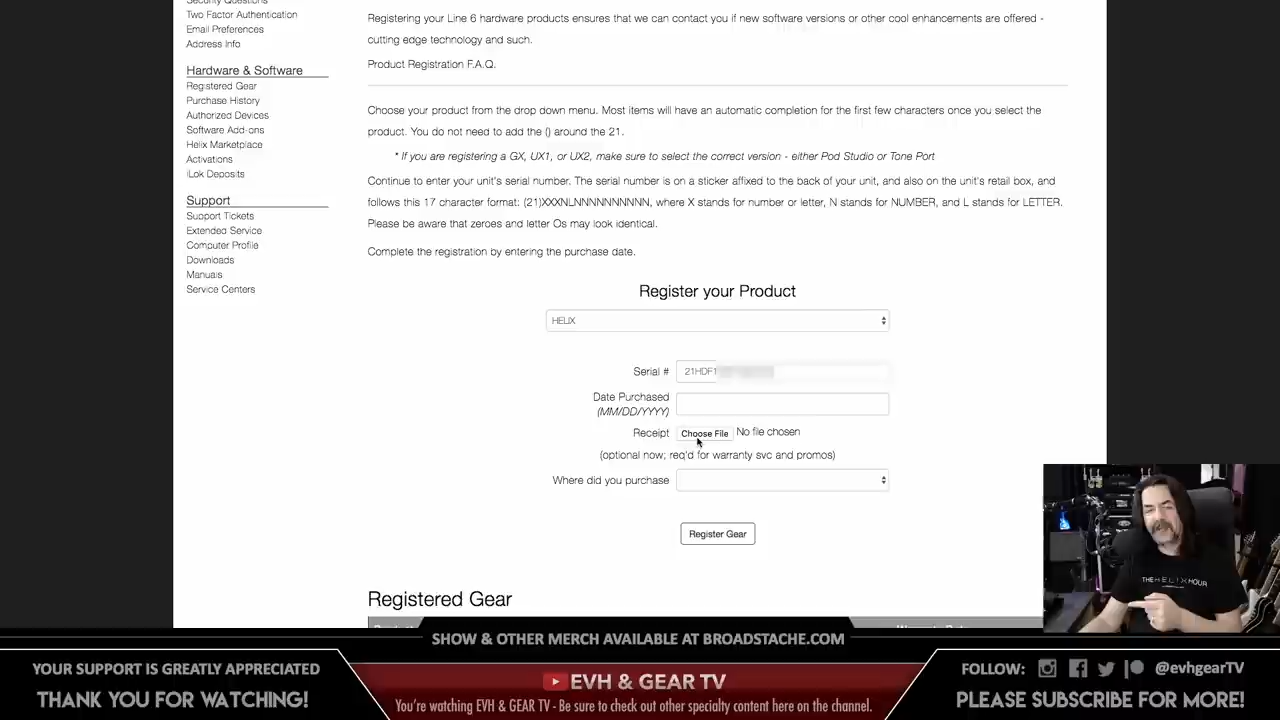 Security Questions
Two Factor Authentication
Email Preferences
Address Info
Hardware & Software
Registered Gear
Purchase History
Authorized Devices
Software Add-ons
Helix Marketplace
Activations
iLok Deposits
Support
Support Tickets
Extended Service
Computer Profile
Downloads
Manuals
Service Centers
Registering your Line 6 hardware products ensures that we can contact you if new software versions or other cool enhancements are offered -
cutting edge technology and such.
Product Registration F.A.Q.
Choose your product from the drop down menu. Most items will have an automatic completion for the first few characters once you select the
product. You do not need to add the () around the 21.
* If you are registering a GX, UX1, or UX2, make sure to select the correct version - either Pod Studio or Tone Port
Continue to enter your unit's serial number. The serial number is on a sticker affixed to the back of your unit, and also on the unit's retail box, and
follows this 17 character format: (21)XXXNLNNNNNNNNNN, where X stands for number or letter, N stands for NUMBER, and L stands for LETTER.
Please be aware that zeroes and letter Os may look identical.
Complete the registration by entering the purchase date.
Register your Product
HELIX
Serial # 21HDF1
Date Purchased
(MM/DD/YYYY)
Receipt Choose File No file chosen
(optional now; req'd for warranty svc and promos)
Where did you purchase
Register Gear
Registered Gear
THE HELIX HOUR
SHOW & OTHER MERCH AVAILABLE AT BROADSTACHE.COM
YOUR SUPPORT IS GREATLY APPRECIATED
THANK YOU FOR WATCHING!
EVH & GEAR TV
You're watching EVH & GEAR TV - Be sure to check out other specialty content here on the channel.
FOLLOW: @evhgearTV
PLEASE SUBSCRIBE FOR MORE!